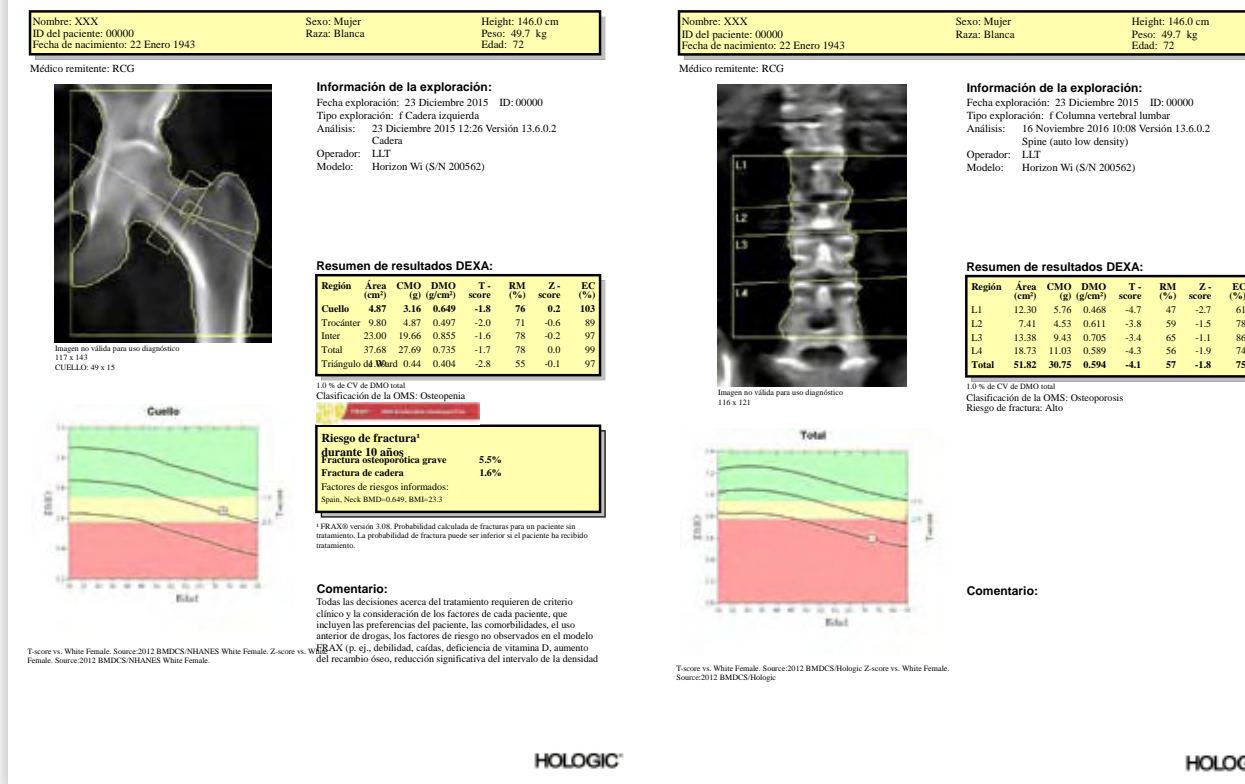 Nombre: XXX Sexo: Mujer Height: 146.0 cm
ID del paciente: 00000 Raza: Blanca Peso: 49.7 kg
Fecha de nacimiento: 22 Enero 1943 Edad: 72
Médico remitente: RCG
Información de la exploración:
Fecha exploración: 23 Diciembre 2015 ID: 00000
Tipo exploración: f Cadera izquierda
Análisis: 23 Diciembre 2015 12:26 Versión 13.6.0.2
Cadera
Operador: LLT
Modelo: Horizon Wi (S/N 200562)
Imagen no válida para uso diagnóstico
117 x 143
CUELLO: 49 x 15
Resumen de resultados DEXA:
Región Área CMO DMO T - RM Z - EC
(cm²) (g) (g/cm²) score (%) score (%)
Cuello 4.87 3.16 0.649 -1.8 76 0.2 103
Trocánter 9.80 4.87 0.497 -2.0 71 -0.6 89
Inter 23.00 19.66 0.855 -1.6 78 -0.2 97
Total 37.68 27.69 0.735 -1.7 78 0.0 99
Triángulo de Ward 0.44 0.404 -2.8 55 -0.1 97
1.0 % de CV de DMO total
Clasificación de la OMS: Osteopenia
Riesgo de fractura¹
durante 10 años
Fractura osteoporótica grave 5.5%
Fractura de cadera 1.6%
Factores de riesgos informados:
Spain, Neck BMD=0.649, BMI=23.3
¹ FRAX® versión 3.08. Probabilidad calculada de fracturas para un paciente sin
tratamiento. La probabilidad de fractura puede ser inferior si el paciente ha recibido
tratamiento.
Cuello
DMO
T-score
Edad
Comentario:
Todas las decisiones acerca del tratamiento requieren de criterio
clínico y la consideración de los factores de cada paciente, que
incluyen las preferencias del paciente, las comorbilidades, el uso
anterior de drogas, los factores de riesgo no observados en el modelo
FRAX (p. ej., debilidad, caídas, deficiencia de vitamina D, aumento
del recambio óseo, reducción significativa del intervalo de la densidad
T-score vs. White Female. Source:2012 BMDCS/NHANES White Female. Z-score vs. White
Female. Source:2012 BMDCS/NHANES White Female.
HOLOGIC
Nombre: XXX Sexo: Mujer Height: 146.0 cm
ID del paciente: 00000 Raza: Blanca Peso: 49.7 kg
Fecha de nacimiento: 22 Enero 1943 Edad: 72
Médico remitente: RCG
L1
L2
L3
L4
Imagen no válida para uso diagnóstico
116 x 121
Información de la exploración:
Fecha exploración: 23 Diciembre 2015 ID: 00000
Tipo exploración: f Columna vertebral lumbar
Análisis: 16 Noviembre 2016 10:08 Versión 13.6.0.2
Spine (auto low density)
Operador: LLT
Modelo: Horizon Wi (S/N 200562)
Resumen de resultados DEXA:
Región Área CMO DMO T - RM Z - EC
(cm²) (g) (g/cm²) score (%) score (%)
L1 12.30 5.76 0.468 -4.7 47 -2.7 61
L2 7.41 4.53 0.611 -3.8 59 -1.5 78
L3 13.38 9.43 0.705 -3.4 65 -1.1 86
L4 18.73 11.03 0.589 -4.3 56 -1.9 74
Total 51.82 30.75 0.594 -4.1 57 -1.8 75
1.0 % de CV de DMO total
Clasificación de la OMS: Osteoporosis
Riesgo de fractura: Alto
Total
DMO
T-score
Edad
Comentario:
T-score vs. White Female. Source:2012 BMDCS/Hologic Z-score vs. White Female.
Source:2012 BMDCS/Hologic
HOLOG